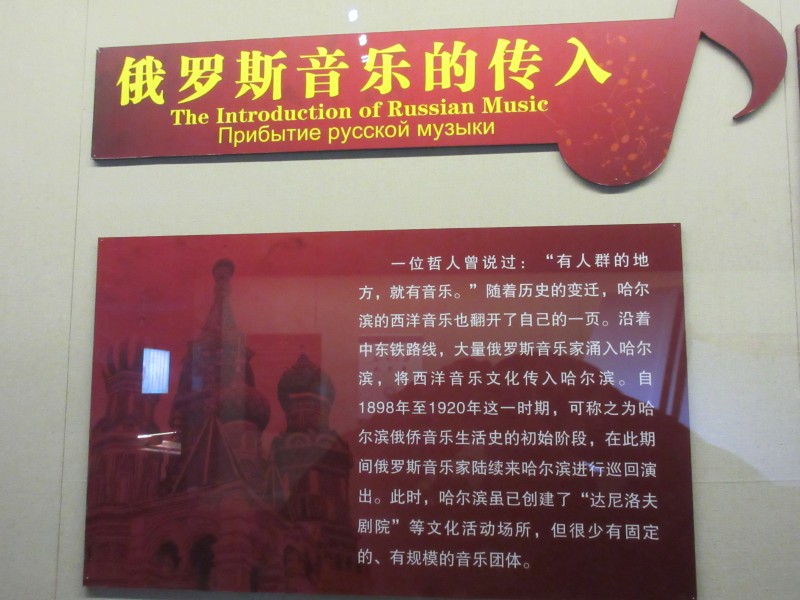 俄罗斯音乐的传入
The Introduction of Russian Music
Прибытие русской музыки
一位哲人曾说过：“有人群的地
方，就有音乐。”随着历史的变迁，哈尔
滨的西洋音乐也翻开了自己的一页。沿着
中东铁路线，大量俄罗斯音乐家涌入哈尔
滨，将西洋音乐文化传入哈尔滨。自
1898年至1920年这一时期，可称之为哈
尔滨俄侨音乐生活史的初始阶段，在此期
间俄罗斯音乐家陆续来哈尔滨进行巡回演
出。此时，哈尔滨虽已创建了“达尼洛夫
剧院”等文化活动场所，但很少有固定
的、有规模的音乐团体。